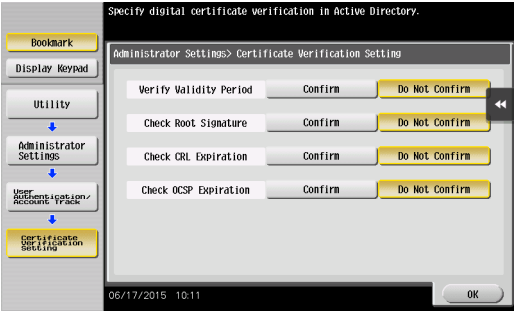 Specify digital certificate verification in Active Directory.
Bookmark
Display Keypad
Utility
Administrator
Settings
User
Authentication/
Account Track
Certificate
Verification
Setting
Administrator Settings> Certificate Verification Setting
Verify Validity Period Confirm Do Not Confirm
Check Root Signature Confirm Do Not Confirm
Check CRL Expiration Confirm Do Not Confirm
Check OCSP Expiration Confirm Do Not Confirm
06/17/2015 10:11
OK